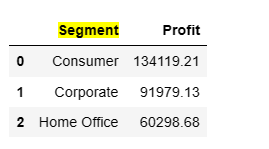 Segment Profit
0 Consumer 134119.21
1 Corporate 91979.13
2 Home Office 60298.68